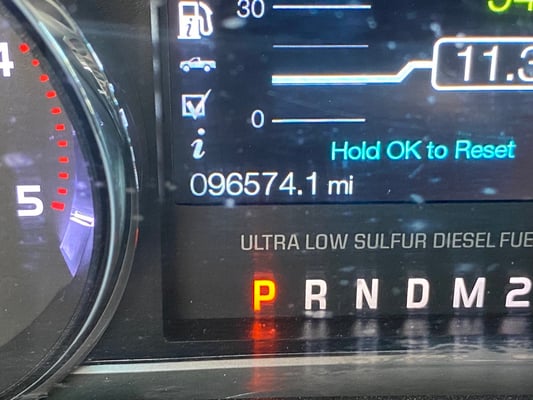 30
4
11.3
0
Hold OK to Reset
i
096574.1 mi
5
ULTRA LOW SULFUR DIESEL FUE
P R N D M 2